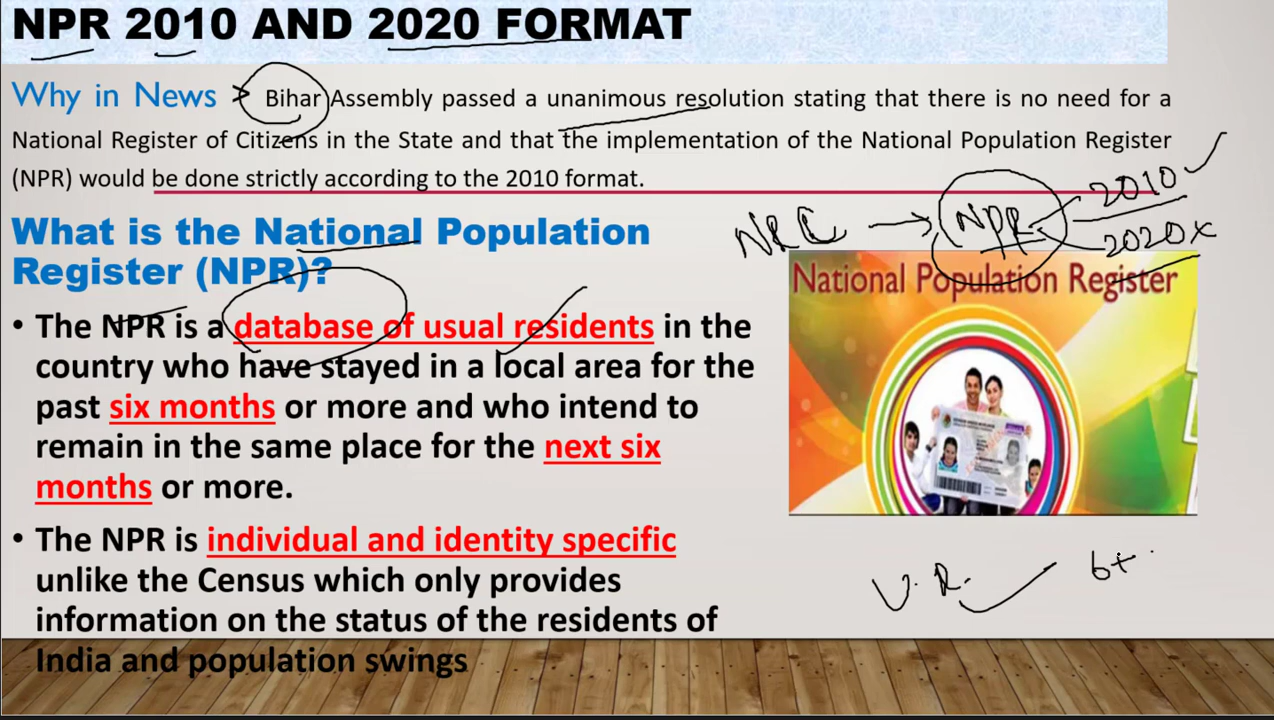 NPR 2010 AND 2020 FORMAT
Why in News ➢ Bihar Assembly passed a unanimous resolution stating that there is no need for a
National Register of Citizens in the State and that the implementation of the National Population Register
(NPR) would be done strictly according to the 2010 format.
What is the National Population
Register (NPR)?
NRC → NPR 2010 ✓
2020 x
National Population Register
• The NPR is a database of usual residents in the
country who have stayed in a local area for the
past six months or more and who intend to
remain in the same place for the next six
months or more.
• The NPR is individual and identity specific
unlike the Census which only provides
information on the status of the residents of
India and population swings
U.R. 6+